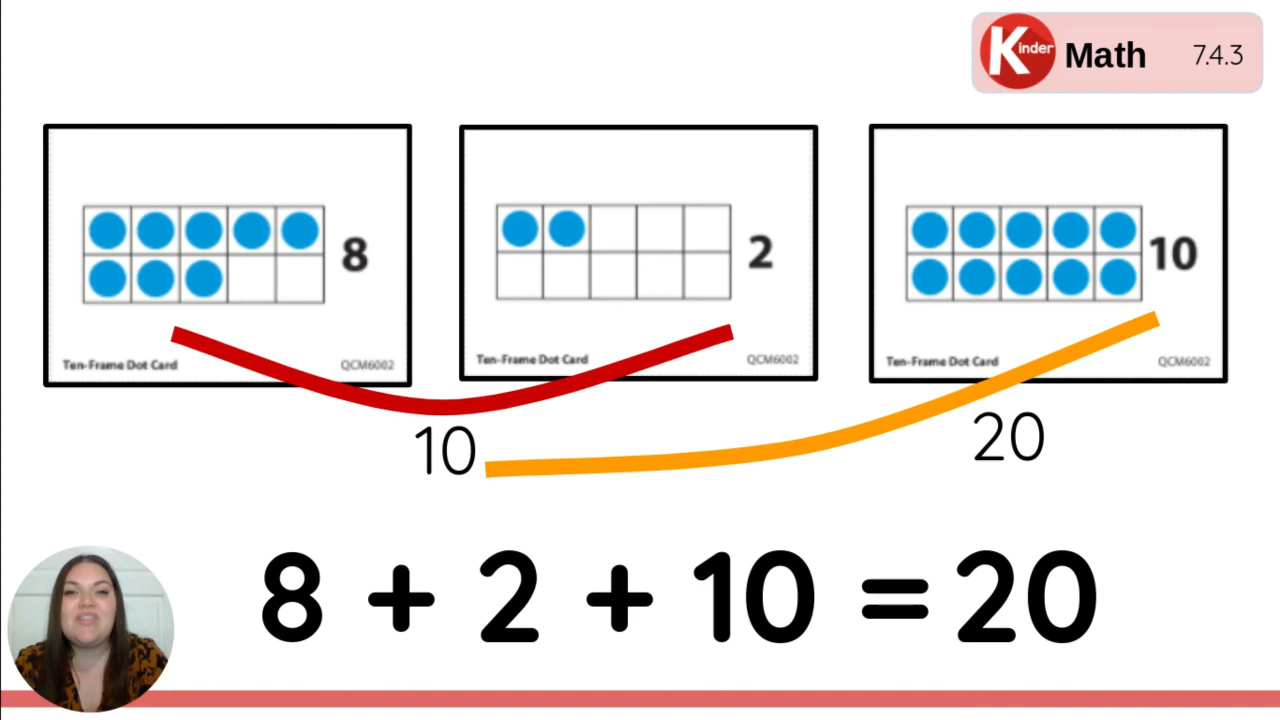 Kinder Math 7.4.3
8
Ten-Frame Dot Card QCM6002
2
Ten-Frame Dot Card QCM6002
10
Ten-Frame Dot Card QCM6002
10
20
8 + 2 + 10 = 20